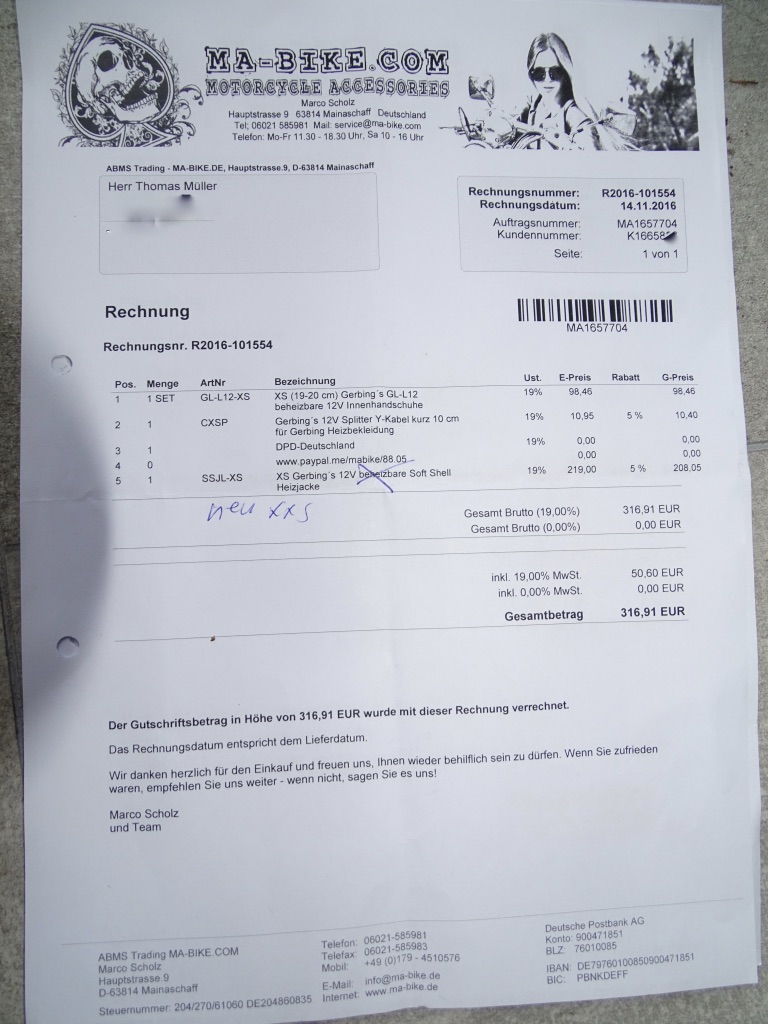 MA-BIKE.COM
MOTORCYCLE ACCESSORIES
Marco Scholz
Hauptstrasse 9 63814 Mainaschaff Deutschland
Tel; 06021 585981 Mail: service@ma-bike.com
Telefon: Mo-Fr 11.30 - 18.30 Uhr, Sa 10 - 16 Uhr
ABMS Trading - MA-BIKE.DE, Hauptstrasse.9, D-63814 Mainaschaff
Herr Thomas Müller
Rechnungsnummer: R2016-101554
Rechnungsdatum: 14.11.2016
Auftragsnummer: MA1657704
Kundennummer: K16658
Seite: 1 von 1
Rechnung
MA1657704
Rechnungsnr. R2016-101554
Pos. Menge ArtNr Bezeichnung Ust. E-Preis Rabatt G-Preis
1 1 SET GL-L12-XS XS (19-20 cm) Gerbing´s GL-L12 19% 98,46 98,46
beheizbare 12V Innenhandschuhe
2 1 CXSP Gerbing´s 12V Splitter Y-Kabel kurz 10 cm 19% 10,95 5 % 10,40
für Gerbing Heizbekleidung
3 1 DPD-Deutschland 19% 0,00 0,00
4 0 www.paypal.me/mabike/88.05 0,00 0,00
5 1 SSJL-XS XS Gerbing´s 12V beheizbare Soft Shell 19% 219,00 5 % 208,05
Heizjacke
neu xxs
Gesamt Brutto (19,00%) 316,91 EUR
Gesamt Brutto (0,00%) 0,00 EUR
inkl. 19,00% MwSt. 50,60 EUR
inkl. 0,00% MwSt. 0,00 EUR
Gesamtbetrag 316,91 EUR
Der Gutschriftsbetrag in Höhe von 316,91 EUR wurde mit dieser Rechnung verrechnet.
Das Rechnungsdatum entspricht dem Lieferdatum.
Wir danken herzlich für den Einkauf und freuen uns, Ihnen wieder behilflich sein zu dürfen. Wenn Sie zufrieden
waren, empfehlen Sie uns weiter - wenn nicht, sagen Sie es uns!
Marco Scholz
und Team
ABMS Trading MA-BIKE.COM
Marco Scholz
Hauptstrasse.9
D-63814 Mainaschaff
Steuernummer: 204/270/61060 DE204860835
Telefon: 06021-585981
Telefax: 06021-585983
Mobil: +49 (0)179 - 4510576
E-Mail: info@ma-bike.de
Internet: www.ma-bike.de
Deutsche Postbank AG
Konto: 900471851
BLZ: 76010085
IBAN: DE79760100850900471851
BIC: PBNKDEFF